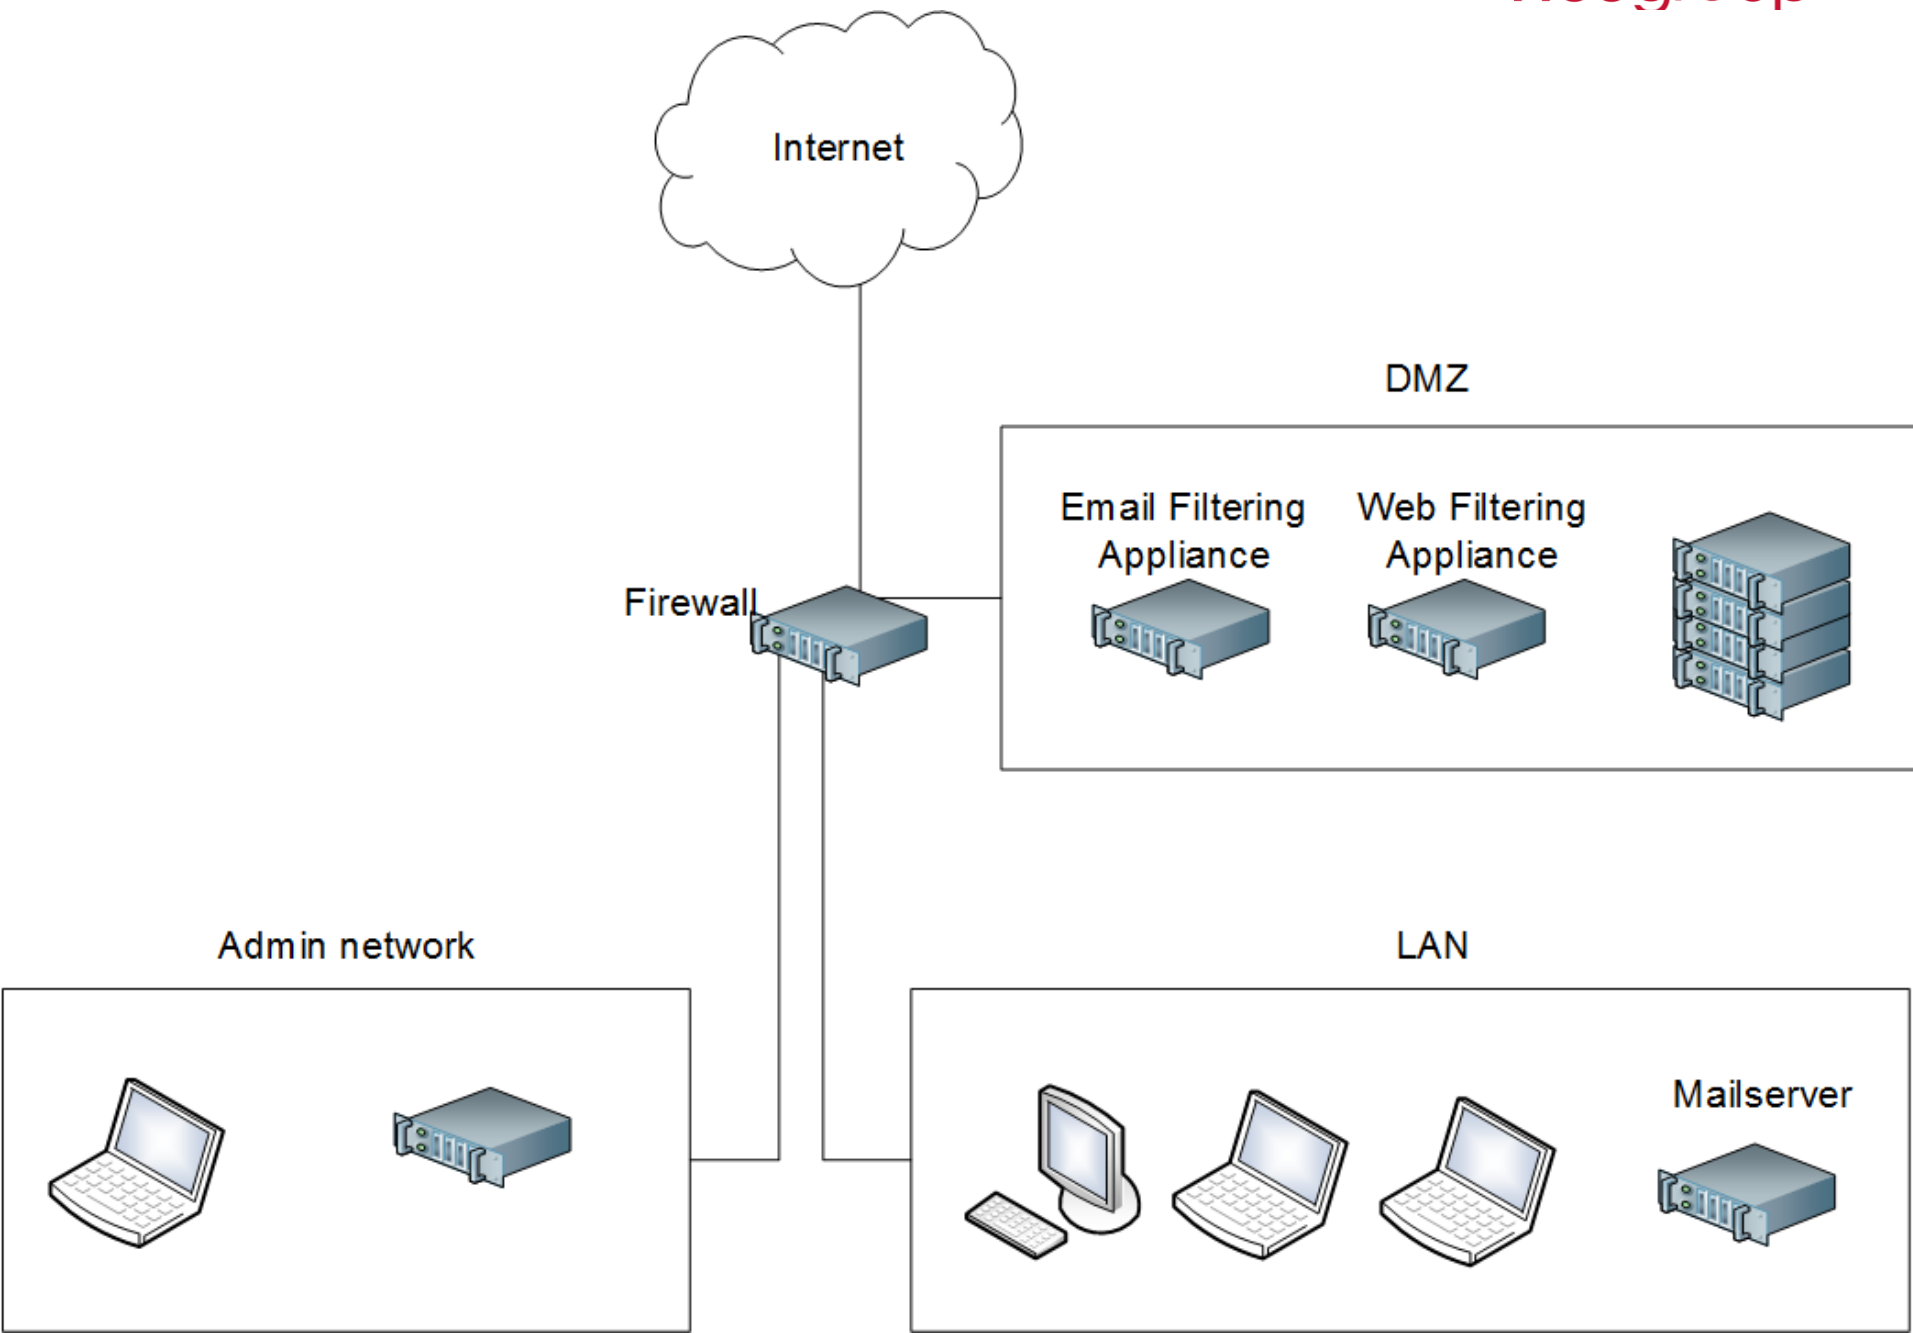 Internet
DMZ
Email Filtering
Appliance
Web Filtering
Appliance
Firewall
Admin network
LAN
Mailserver